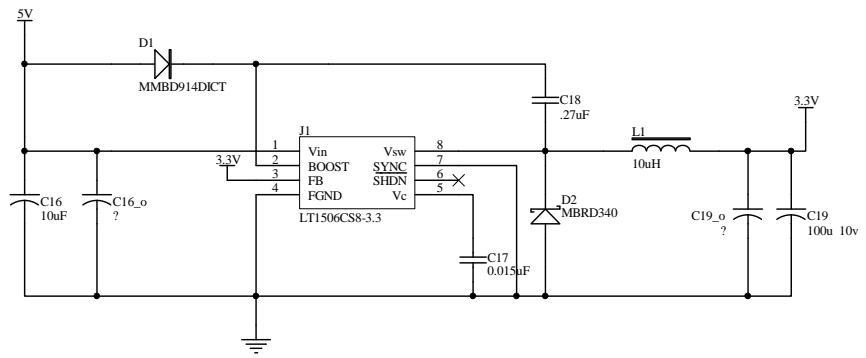 5V
D1
MMBD914DICT
C18
.27uF
3.3V
J1
L1
10uH
1 Vin Vsw 8
3.3V 2 BOOST SYNC 7
3 FB SHDN 6
4 FGND Vc 5
LT1506CS8-3.3
C16
10uF
C16_o
?
D2
MBRD340
C19_o
?
C19
100u 10v
C17
0.015uF